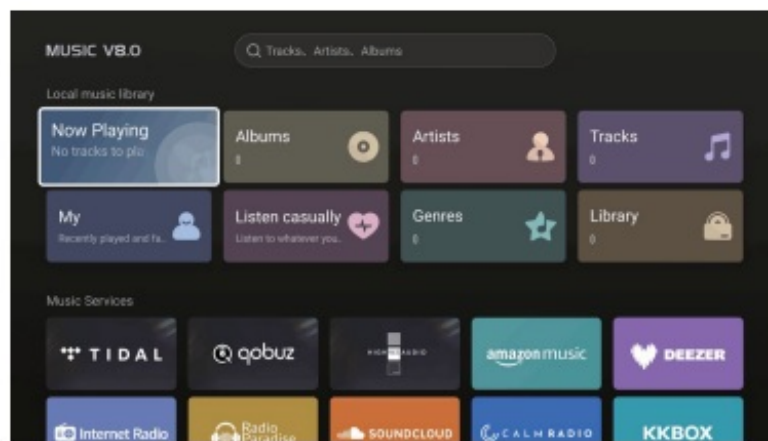 MUSIC V8.0
Tracks、Artists、Albums
Local music library
Now Playing
No tracks to pla
Albums
0
Artists
0
Tracks
0
My
Recently played and fa..
Listen casually
Listen to whatever you..
Genres
0
Library
0
Music Services
TIDAL
qobuz
HIGHRESAUDIO
amazon music
DEEZER
Internet Radio
Radio
Paradise
SOUNDCLOUD
CALM RADIO
KKBOX